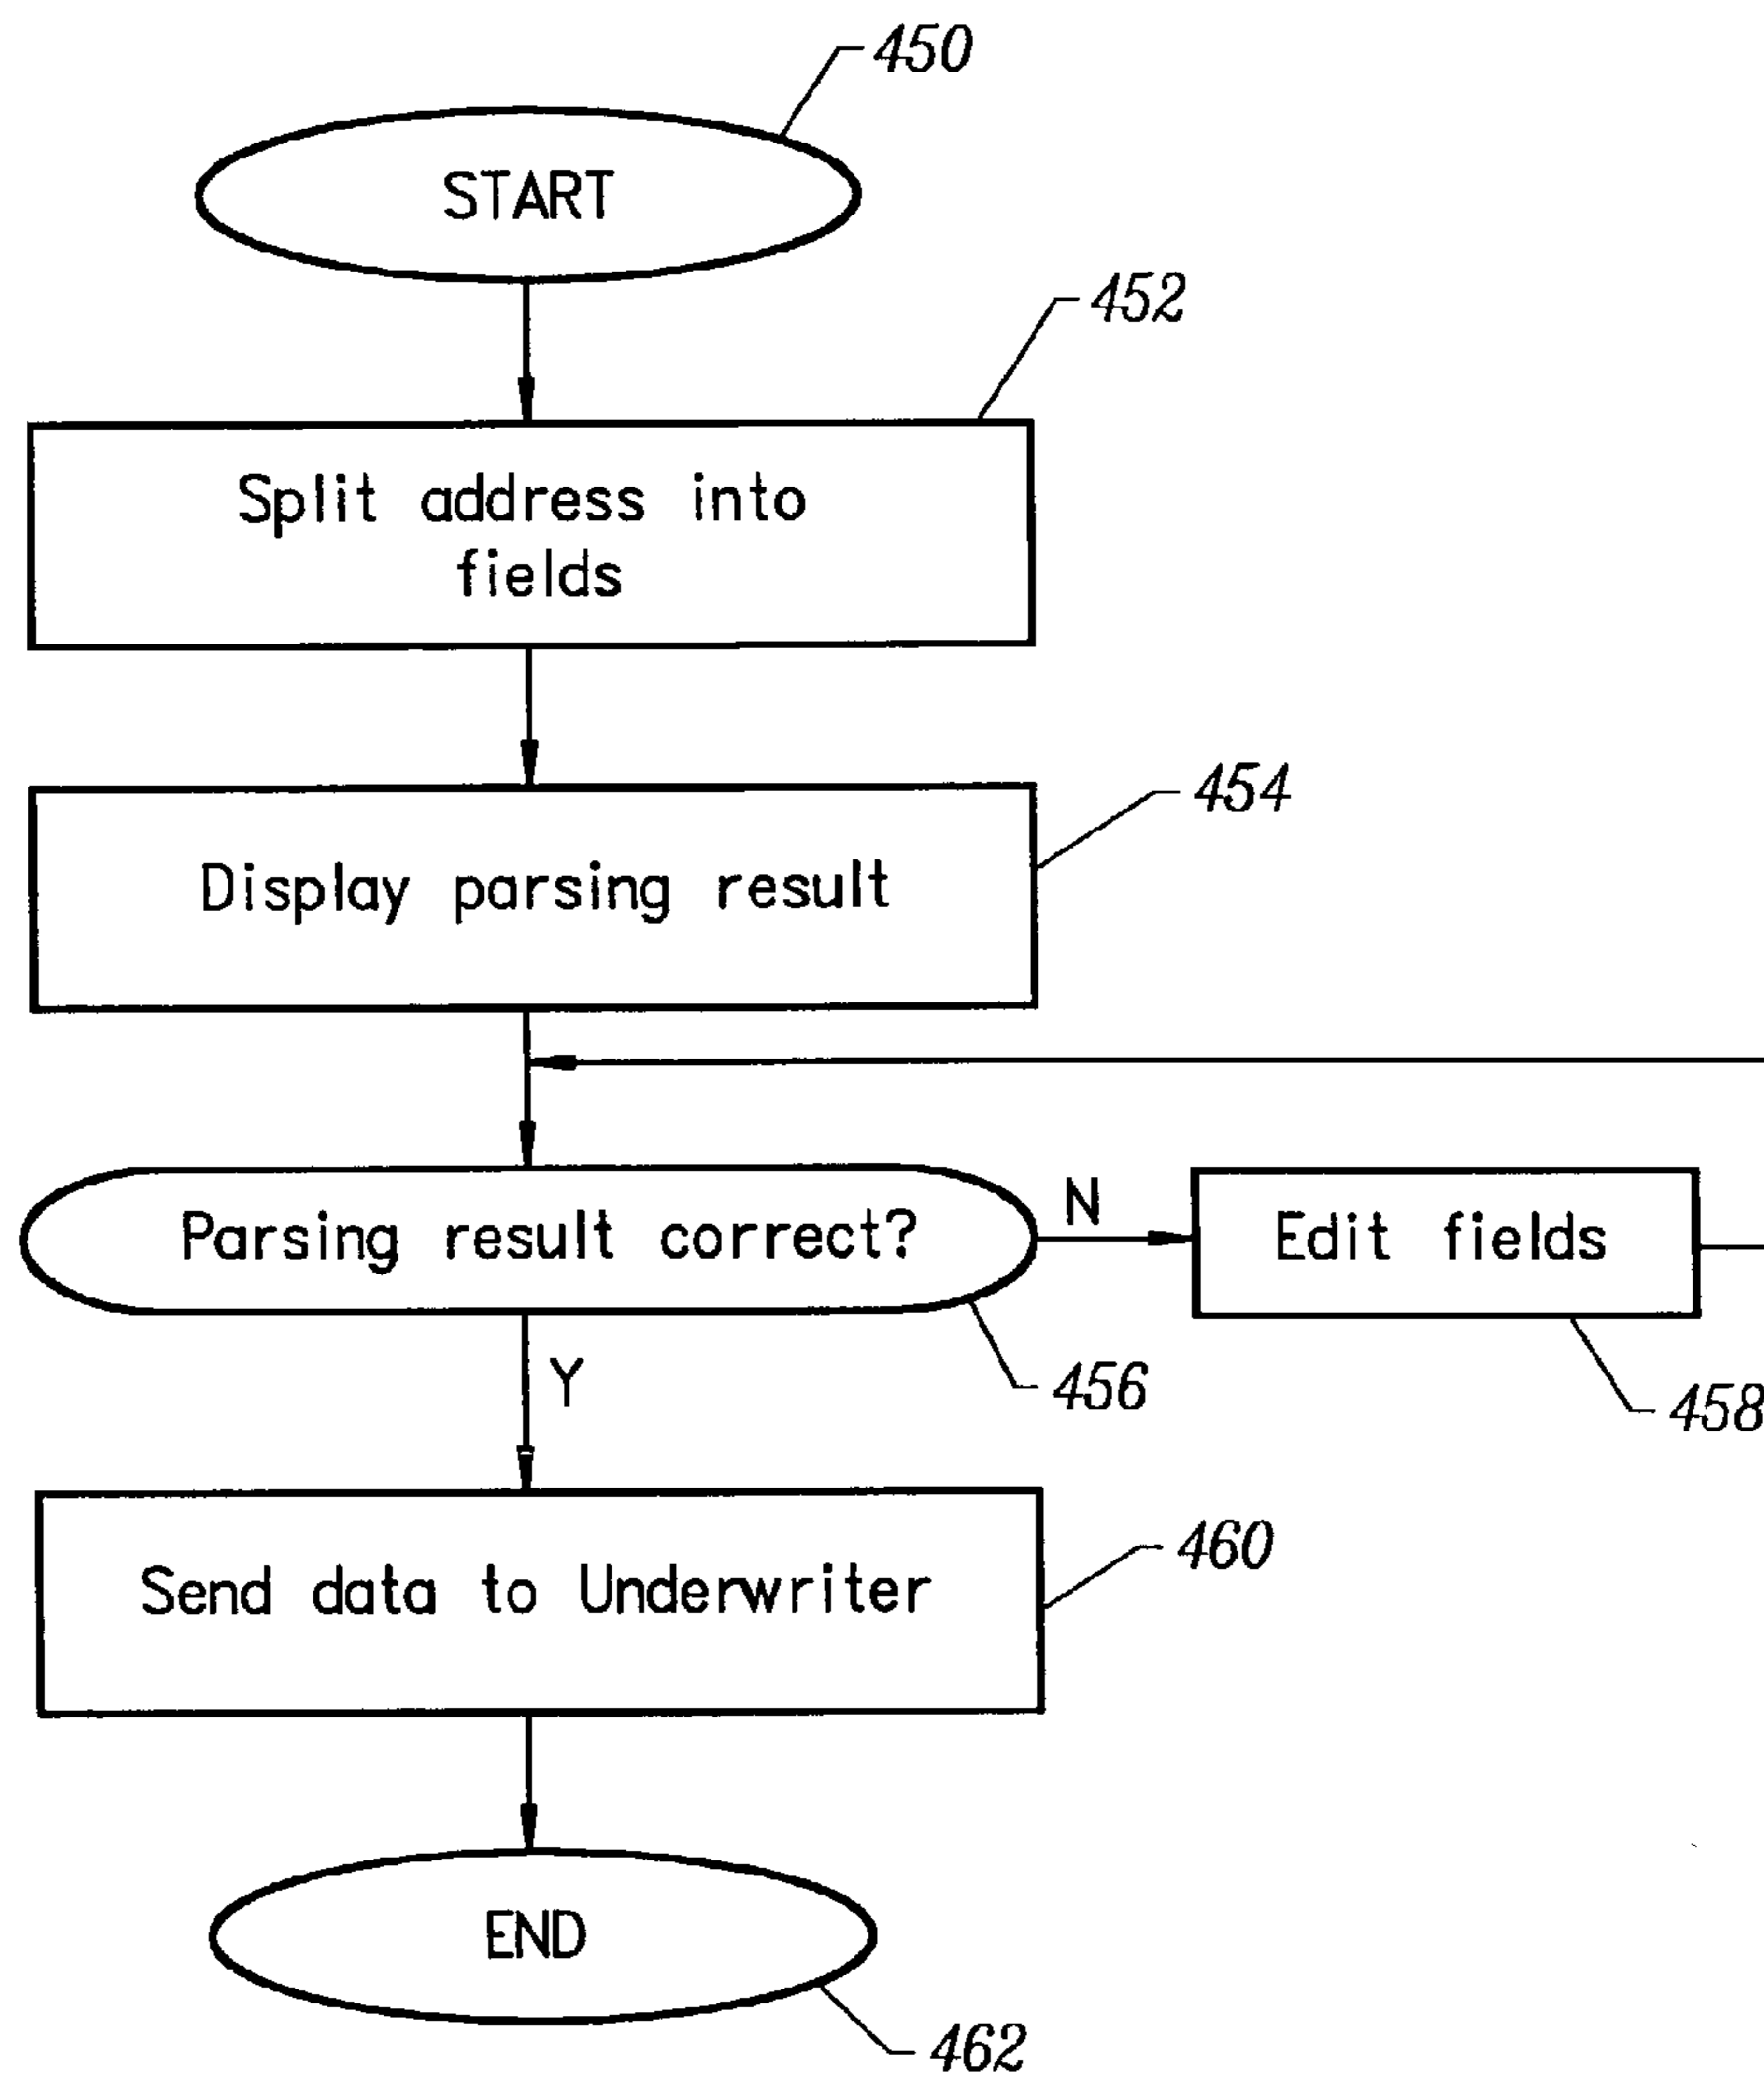 450
START
452
Split address into
fields
454
Display parsing result
Parsing result correct?
N
Edit fields
Y
456
458
460
Send data to Underwriter
END
462